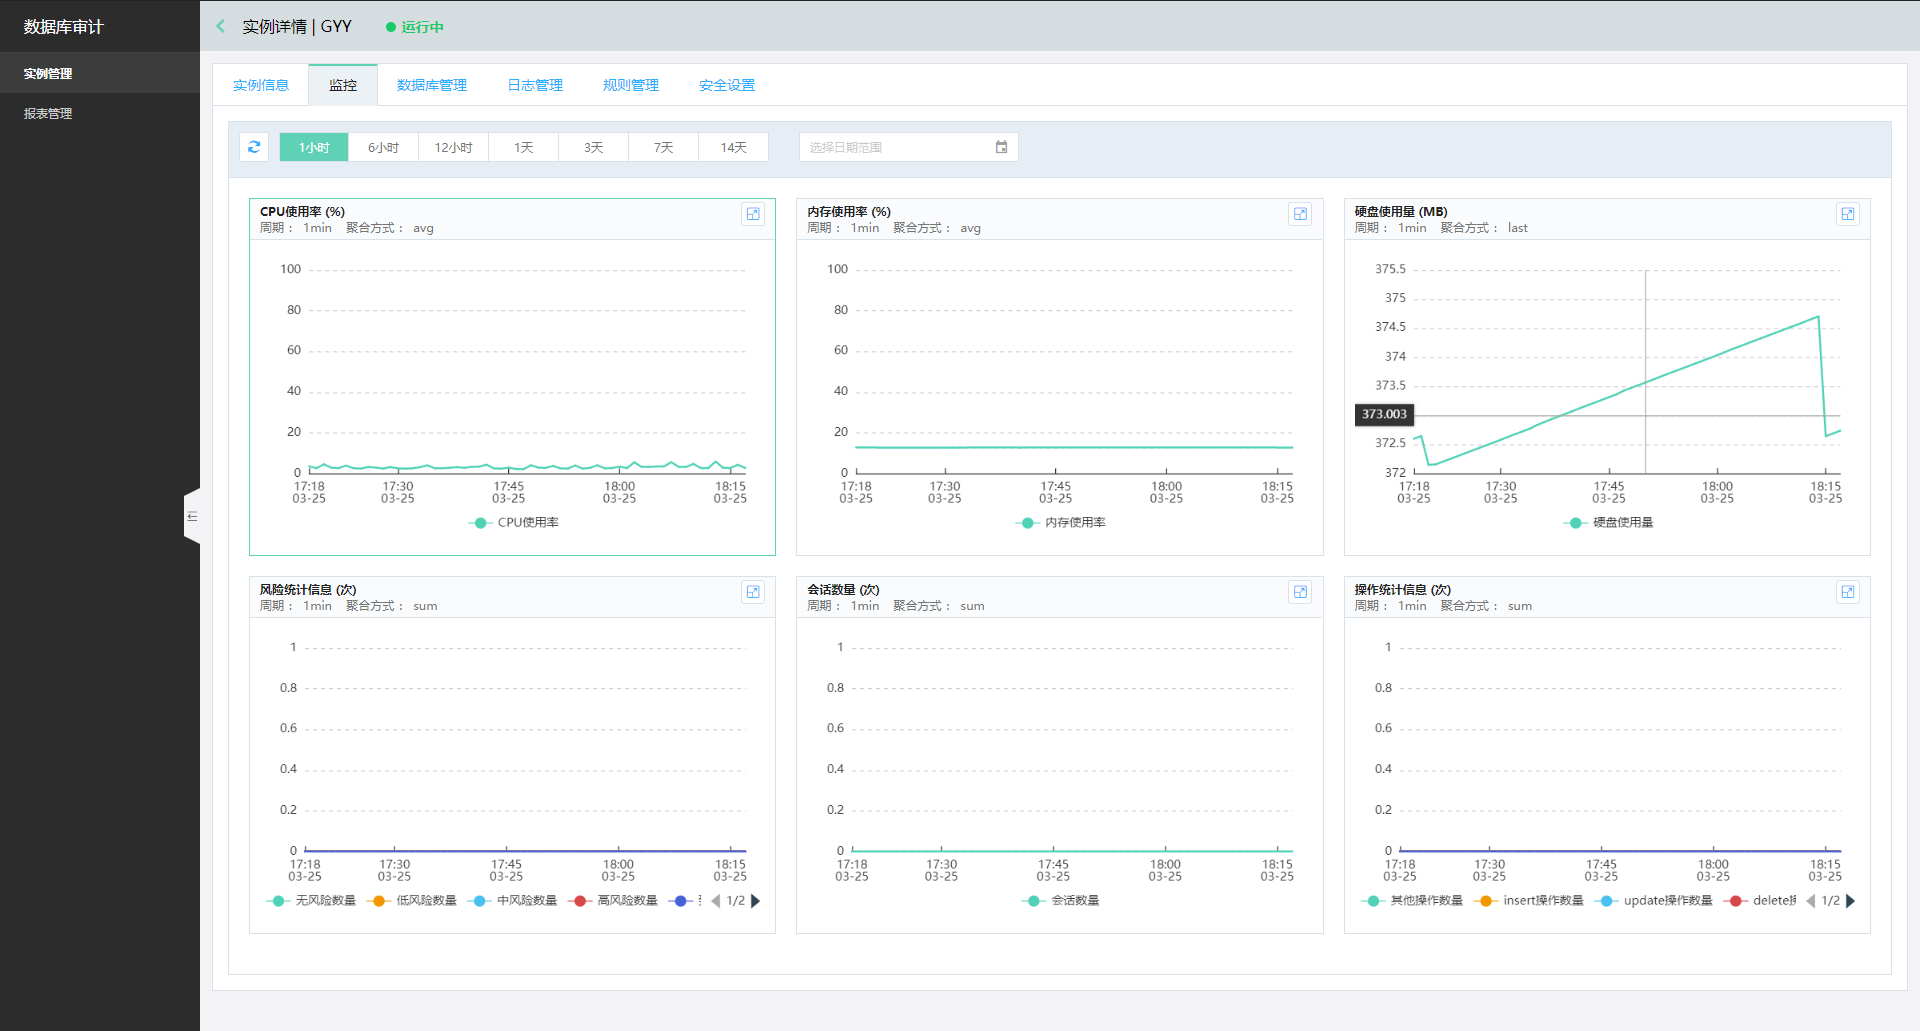 数据库审计
实例管理
报表管理
实例详情 | GYY
运行中
实例信息 监控 数据库管理 日志管理 规则管理 安全设置
1小时 6小时 12小时 1天 3天 7天 14天 选择日期范围
CPU使用率 (%)
周期： 1min 聚合方式： avg
100
80
60
40
20
0
17:18 17:30 17:45 18:00 18:15
03-25 03-25 03-25 03-25 03-25
CPU使用率
内存使用率 (%)
周期： 1min 聚合方式： avg
100
80
60
40
20
0
17:18 17:30 17:45 18:00 18:15
03-25 03-25 03-25 03-25 03-25
内存使用率
硬盘使用量 (MB)
周期： 1min 聚合方式： last
375.5
375
374.5
374
373.5
373.003
372.5
372
17:18 17:30 17:45 18:00 18:15
03-25 03-25 03-25 03-25 03-25
硬盘使用量
风险统计信息 (次)
周期： 1min 聚合方式： sum
1
0.8
0.6
0.4
0.2
0
17:18 17:30 17:45 18:00 18:15
03-25 03-25 03-25 03-25 03-25
无风险数量 低风险数量 中风险数量 高风险数量 1/2
会话数量 (次)
周期： 1min 聚合方式： sum
1
0.8
0.6
0.4
0.2
0
17:18 17:30 17:45 18:00 18:15
03-25 03-25 03-25 03-25 03-25
会话数量
操作统计信息 (次)
周期： 1min 聚合方式： sum
1
0.8
0.6
0.4
0.2
0
17:18 17:30 17:45 18:00 18:15
03-25 03-25 03-25 03-25 03-25
其他操作数量 insert操作数量 update操作数量 delete 1/2